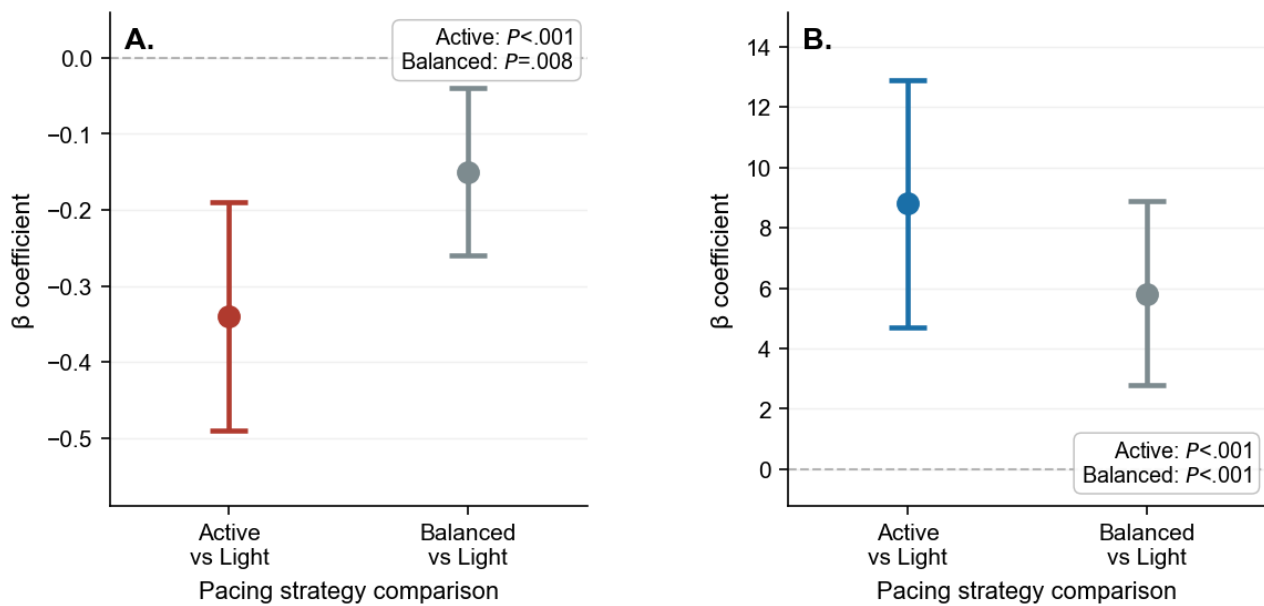 A.
Active: P<.001
Balanced: P=.008
0.0
−0.1
−0.2
−0.3
−0.4
−0.5
β coefficient
Active
vs Light
Balanced
vs Light
Pacing strategy comparison
B.
14
12
10
8
6
4
2
0
β coefficient
Active: P<.001
Balanced: P<.001
Active
vs Light
Balanced
vs Light
Pacing strategy comparison